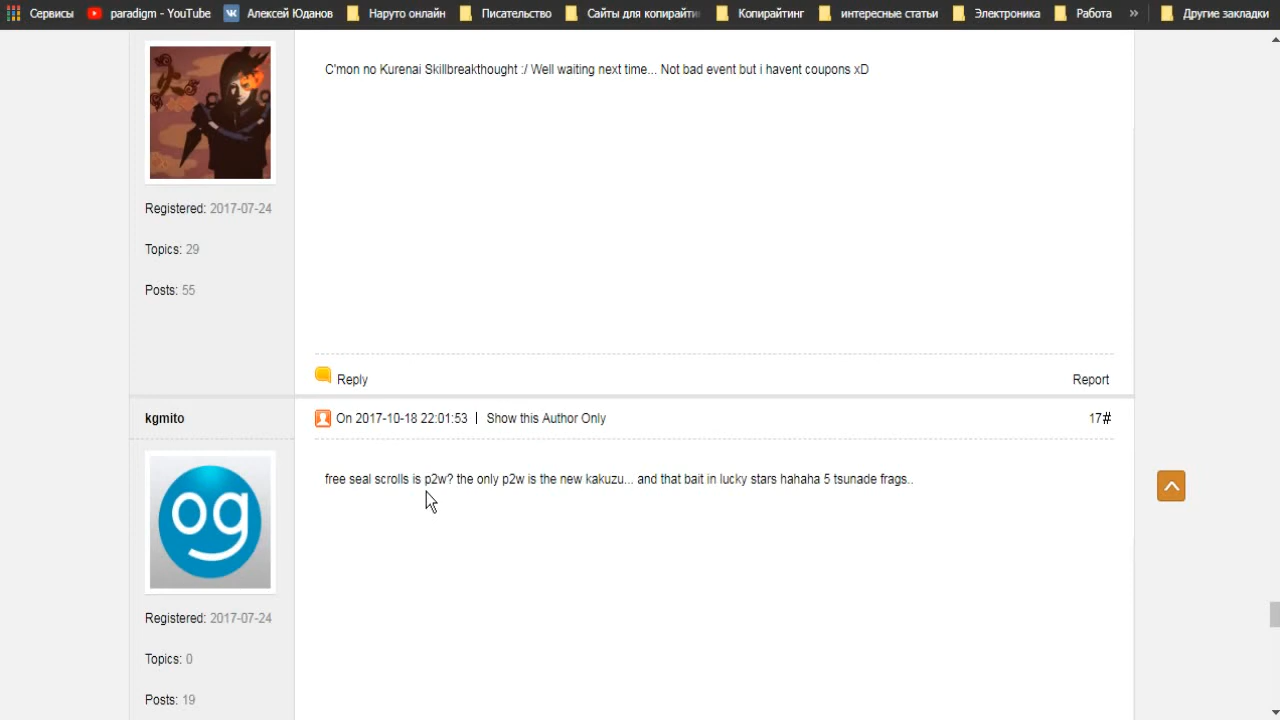 Сервисы paradigm - YouTube Алексей Юданов Наруто онлайн Писательство Сайты для Копирайтинг интересные статьи Электроника Работа » Другие закладки
C'mon no Kurenai Skillbreakthought :/ Well waiting next time... Not bad event but i havent coupons xD
Registered: 2017-07-24
Topics: 29
Posts: 55
Reply Report
kgmito On 2017-10-18 22:01:53 | Show this Author Only 17#
free seal scrolls is p2w? the only p2w is the new kakuzu... and that bait in lucky stars hahaha 5 tsunade frags..
og
Registered: 2017-07-24
Topics: 0
Posts: 19